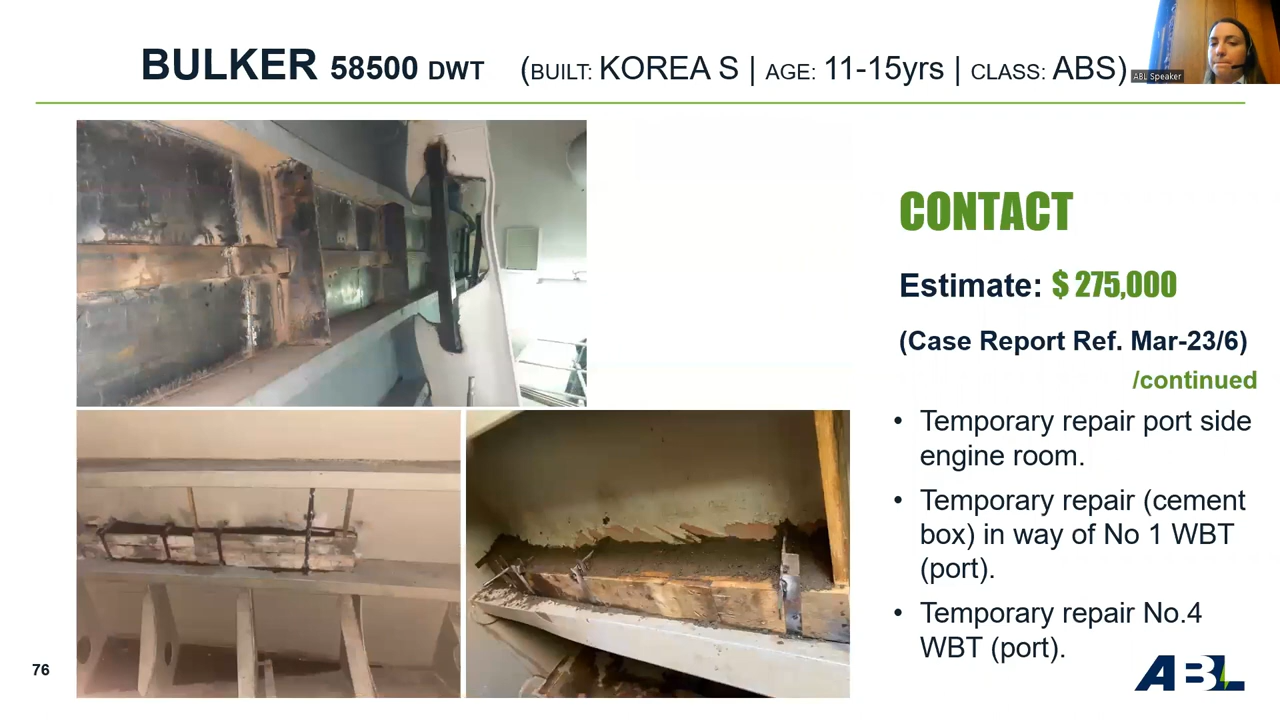 BULKER 58500 DWT (BUILT: KOREA S | AGE: 11-15yrs | CLASS: ABS)
ABL Speaker
CONTACT
Estimate: $ 275,000
(Case Report Ref. Mar-23/6)
/continued
• Temporary repair port side
engine room.
• Temporary repair (cement
box) in way of No 1 WBT
(port).
• Temporary repair No.4
WBT (port).
76
ABL